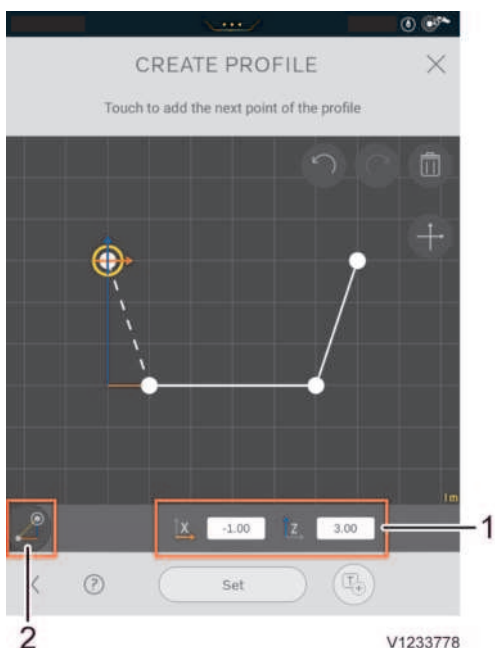 CREATE PROFILE
Touch to add the next point of the profile
1m
X -1.00 Z 3.00
1
Set
2
V1233778